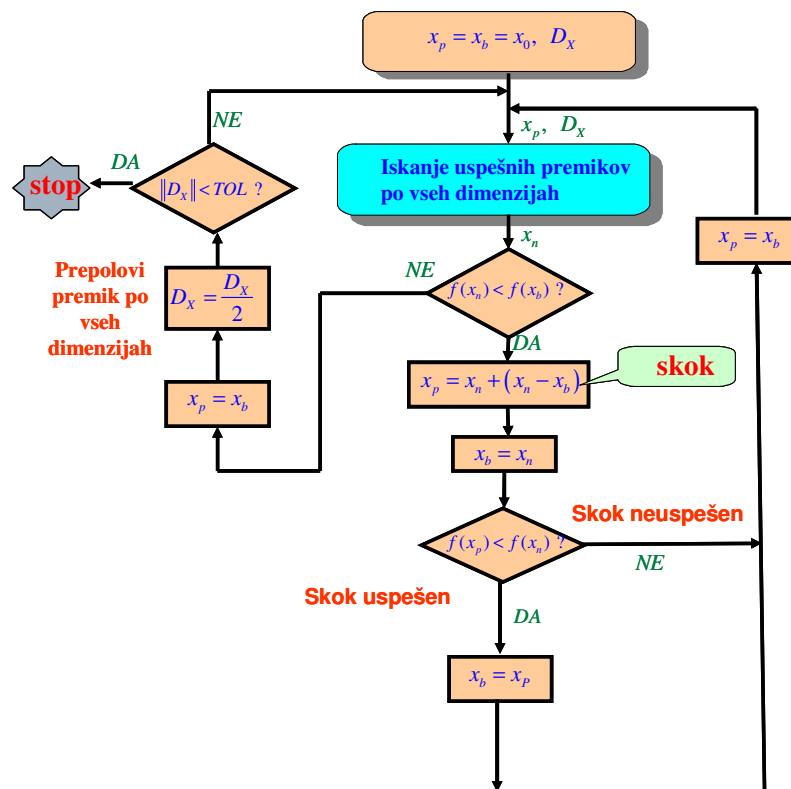 x_p = x_b = x_0, D_X
NE
x_p, D_X
DA
stop
‖D_X‖ < TOL ?
Iskanje uspešnih premikov
po vseh dimenzijah
x_n
x_p = x_b
Prepolovi
premik po
vseh
dimenzijah
D_X = D_X / 2
NE
f(x_n) < f(x_b) ?
DA
x_p = x_n + (x_n − x_b)
skok
x_p = x_b
x_b = x_n
Skok neuspešen
f(x_p) < f(x_n) ?
NE
Skok uspešen
DA
x_b = x_P